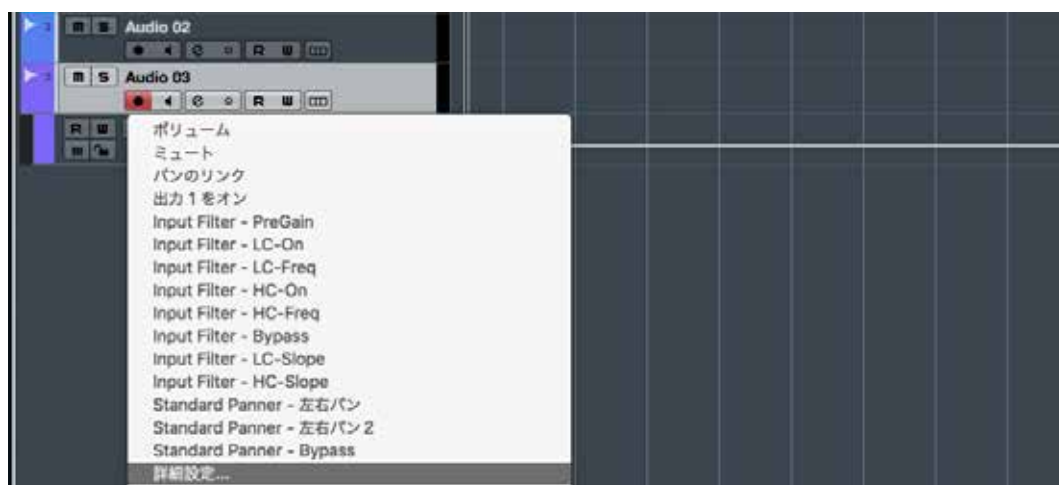 m S Audio 02
R W
m S Audio 03
e R W
R W
m
ボリューム
ミュート
パンのリンク
出力1をオン
Input Filter - PreGain
Input Filter - LC-On
Input Filter - LC-Freq
Input Filter - HC-On
Input Filter - HC-Freq
Input Filter - Bypass
Input Filter - LC-Slope
Input Filter - HC-Slope
Standard Panner - 左右パン
Standard Panner - 左右パン 2
Standard Panner - Bypass
詳細設定...